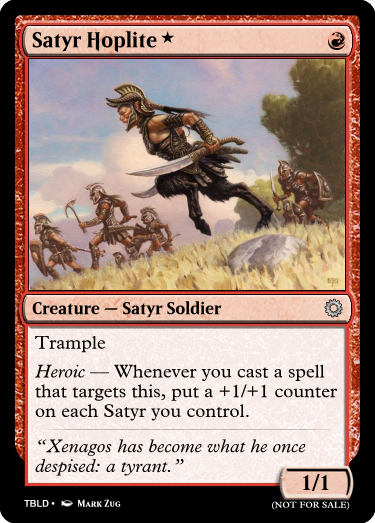 Satyr Hoplite ★
Creature — Satyr Soldier
Trample
Heroic — Whenever you cast a spell
that targets this, put a +1/+1 counter
on each Satyr you control.
“Xenagos has become what he once
despised: a tyrant.”
1/1
TBLD • Mark Zug
(NOT FOR SALE)